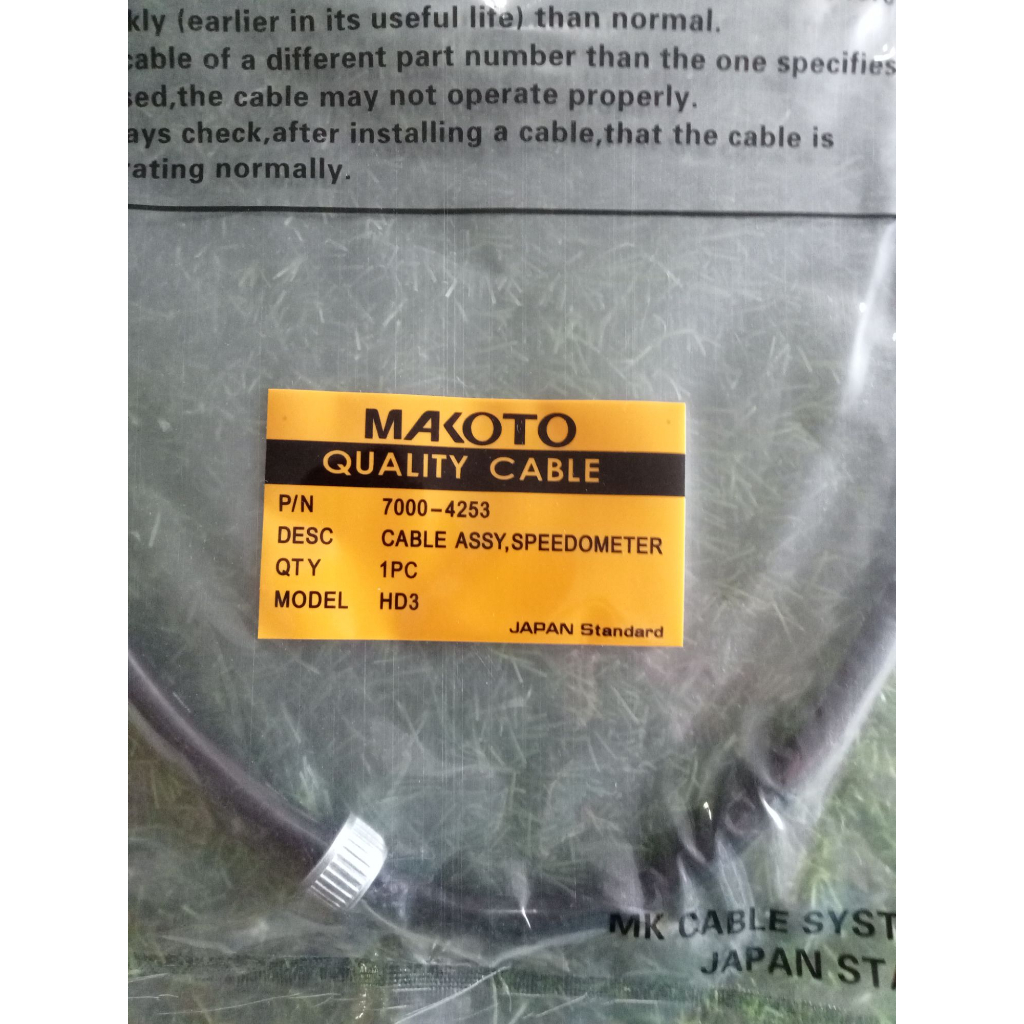 kly (earlier in its useful life) than normal.
cable of a different part number than the one specifies
sed,the cable may not operate properly.
ays check,after installing a cable,that the cable is
rating normally.
MAKOTO
QUALITY CABLE
P/N 7000-4253
DESC CABLE ASSY,SPEEDOMETER
QTY 1PC
MODEL HD3
JAPAN Standard
MK CABLE SYST
JAPAN STA